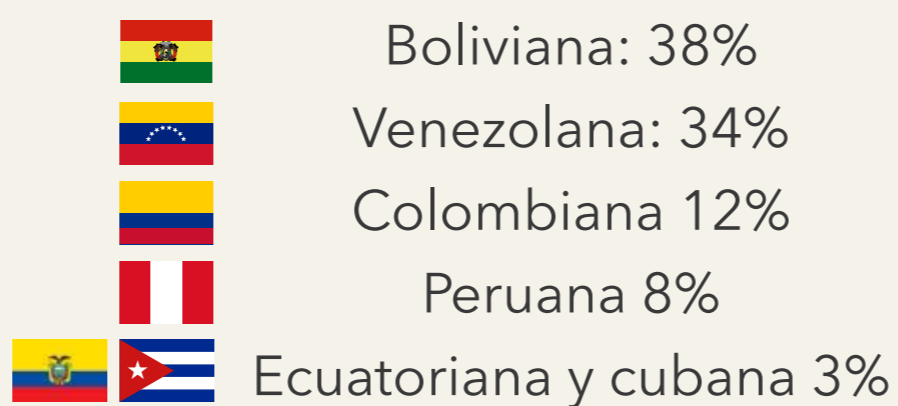 Boliviana: 38%
Venezolana: 34%
Colombiana 12%
Peruana 8%
Ecuatoriana y cubana 3%